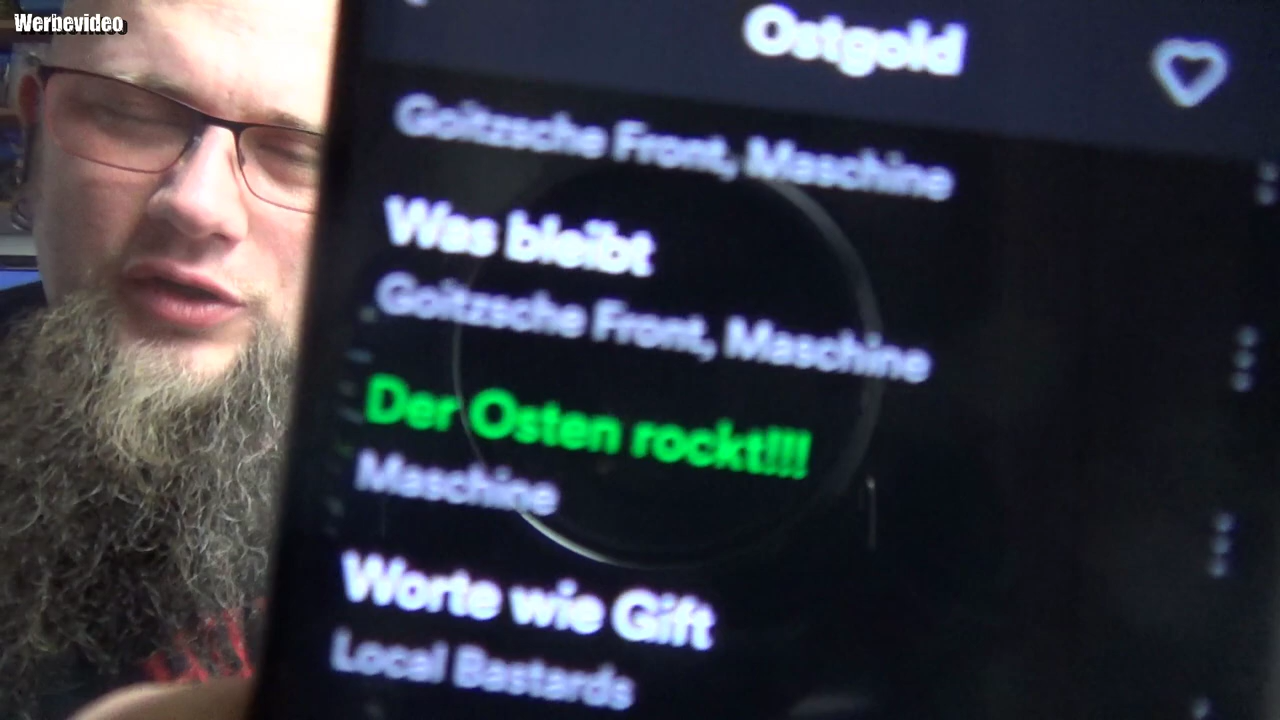 Werbevideo
Ostgold
Goitzsche Front, Maschine
Was bleibt
Goitzsche Front, Maschine
Der Osten rockt!!!
Maschine
Worte wie Gift
Local Bastards